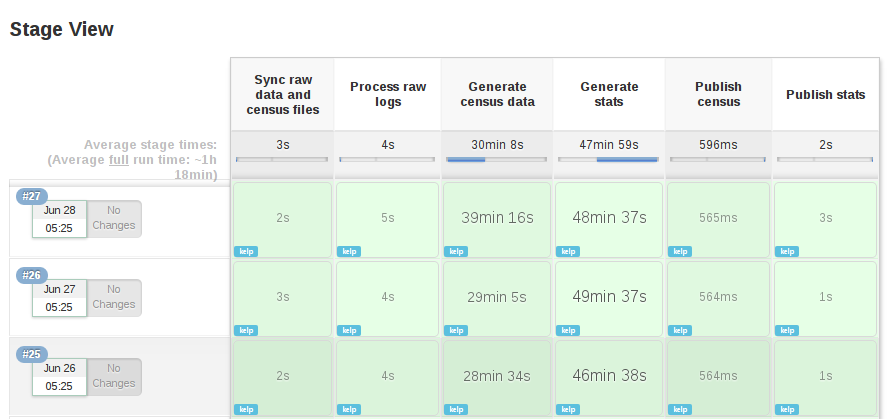 Stage View
Sync raw
data and
census files
Process raw
logs
Generate
census data
Generate
stats
Publish
census
Publish stats
Average stage times:
(Average full run time: ~1h
18min)
3s
4s
30min 8s
47min 59s
596ms
2s
#27
Jun 28
05:25
No
Changes
2s
5s
39min 16s
48min 37s
565ms
3s
kelp
kelp
kelp
kelp
kelp
kelp
#26
Jun 27
05:25
No
Changes
3s
4s
29min 5s
49min 37s
564ms
1s
kelp
kelp
kelp
kelp
kelp
kelp
#25
Jun 26
05:25
No
Changes
2s
4s
28min 34s
46min 38s
564ms
1s
kelp
kelp
kelp
kelp
kelp
kelp